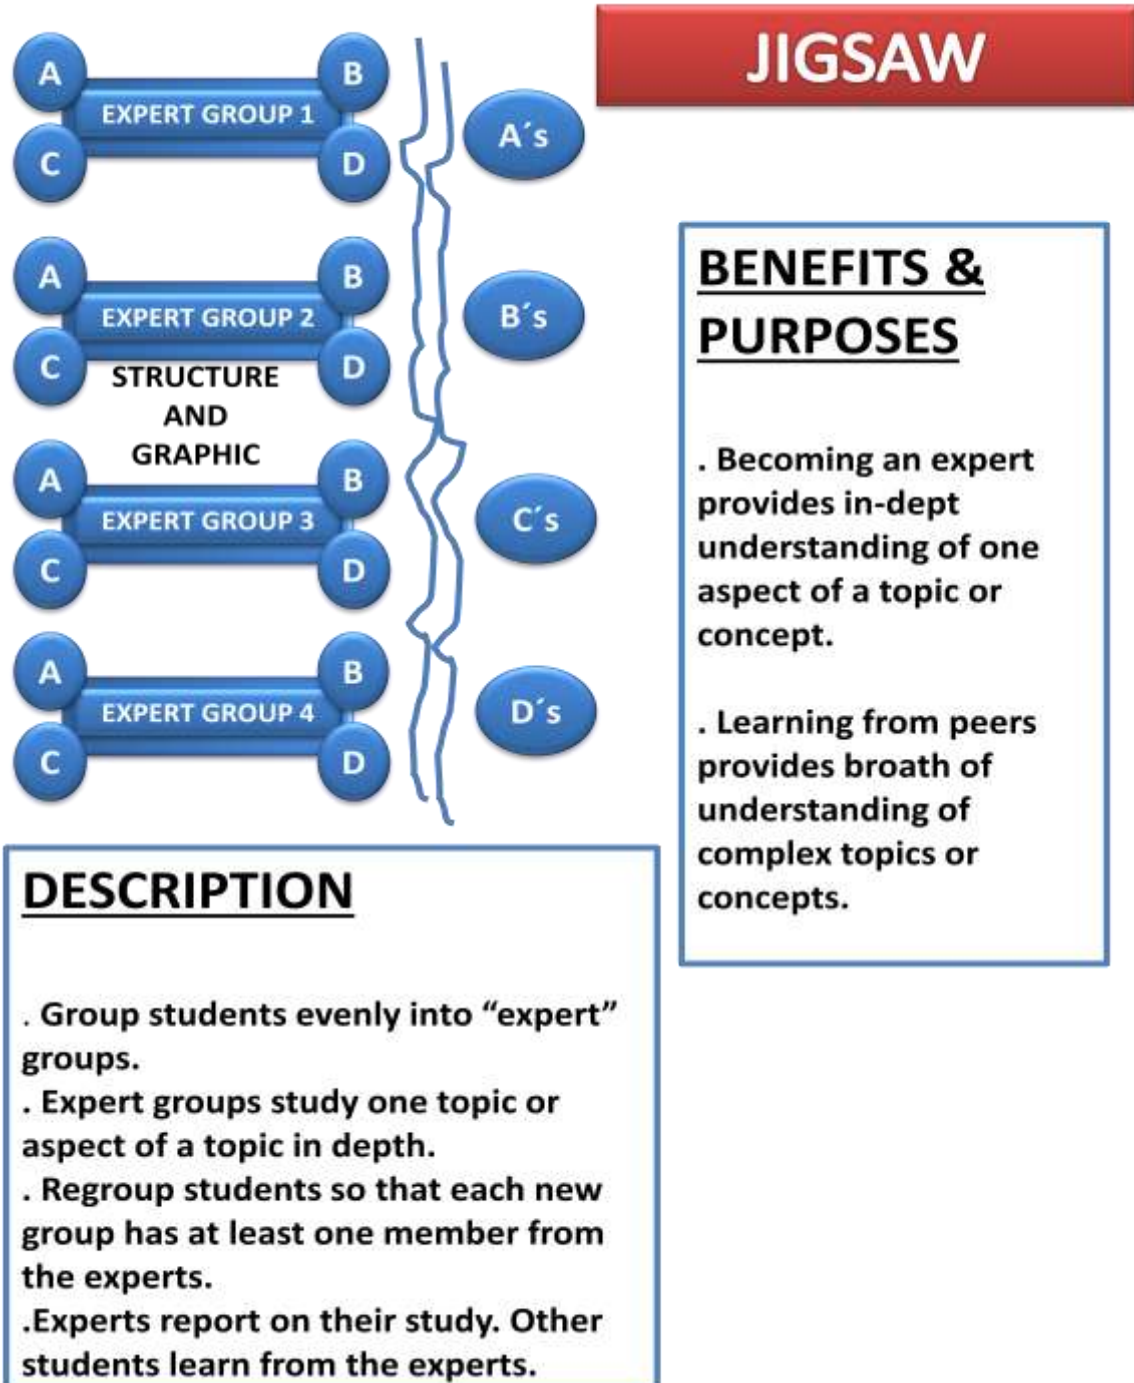 JIGSAW
A
B
EXPERT GROUP 1
C
D
A´s
A
B
EXPERT GROUP 2
C
D
B´s
STRUCTURE
AND
GRAPHIC
A
B
EXPERT GROUP 3
C
D
C´s
A
B
EXPERT GROUP 4
C
D
D´s
BENEFITS &
PURPOSES
. Becoming an expert
provides in-dept
understanding of one
aspect of a topic or
concept.
. Learning from peers
provides broath of
understanding of
complex topics or
concepts.
DESCRIPTION
. Group students evenly into “expert”
groups.
. Expert groups study one topic or
aspect of a topic in depth.
. Regroup students so that each new
group has at least one member from
the experts.
.Experts report on their study. Other
students learn from the experts.